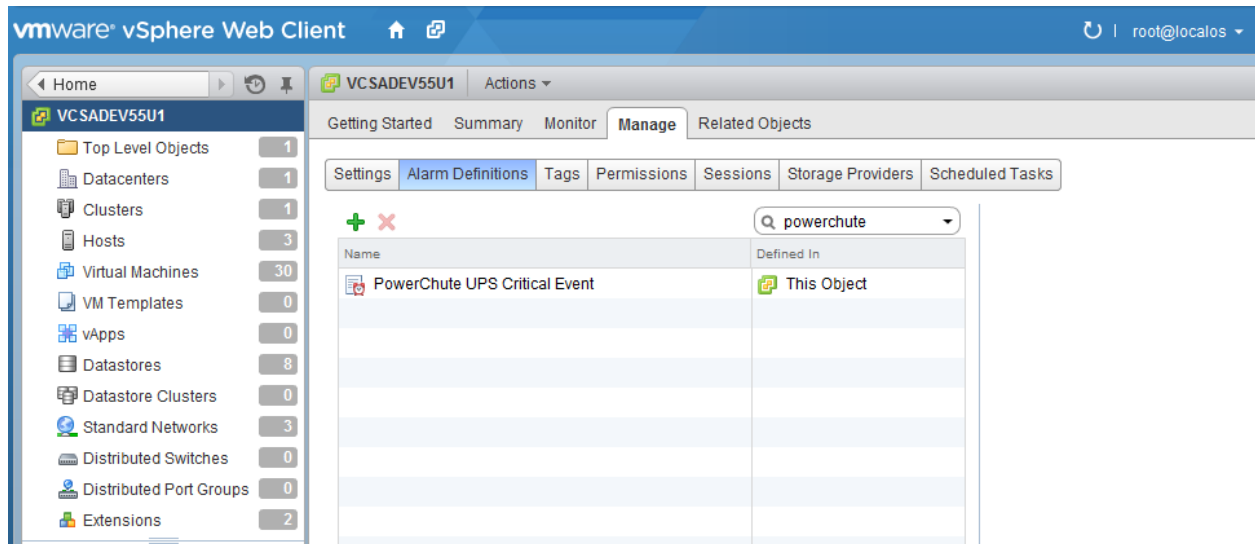 vmware® vSphere Web Client
root@localos
Home
VCSADEV55U1
Actions
VCSADEV55U1
Getting Started Summary Monitor Manage Related Objects
Top Level Objects 1
Datacenters 1
Clusters 1
Hosts 3
Virtual Machines 30
VM Templates 0
vApps 0
Datastores 8
Datastore Clusters 0
Standard Networks 3
Distributed Switches 0
Distributed Port Groups 0
Extensions 2
Settings Alarm Definitions Tags Permissions Sessions Storage Providers Scheduled Tasks
powerchute
Name Defined In
PowerChute UPS Critical Event This Object